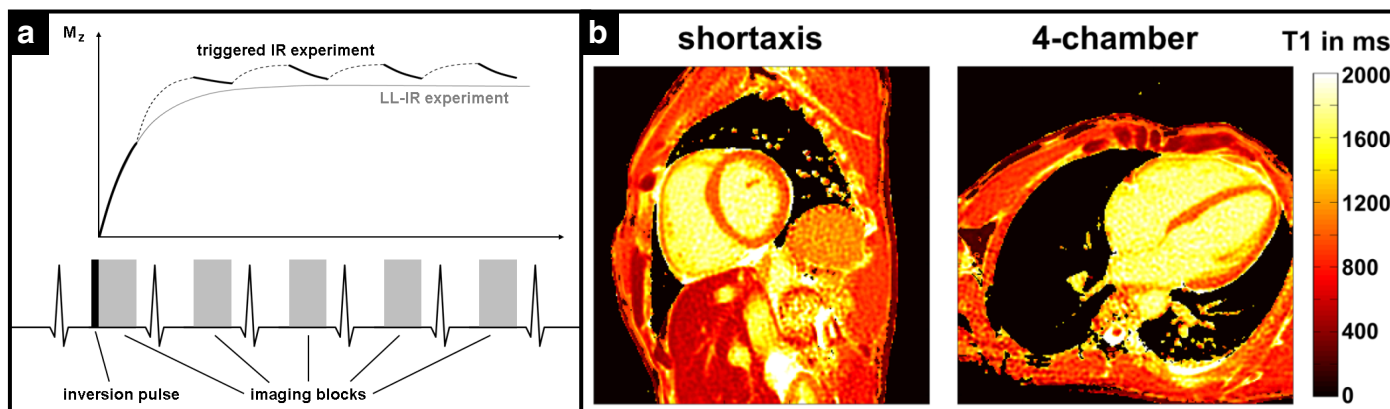 a
M_z
triggered IR experiment
LL-IR experiment
inversion pulse
imaging blocks
b
shortaxis
4-chamber
T1 in ms
2000
1600
1200
800
400
0